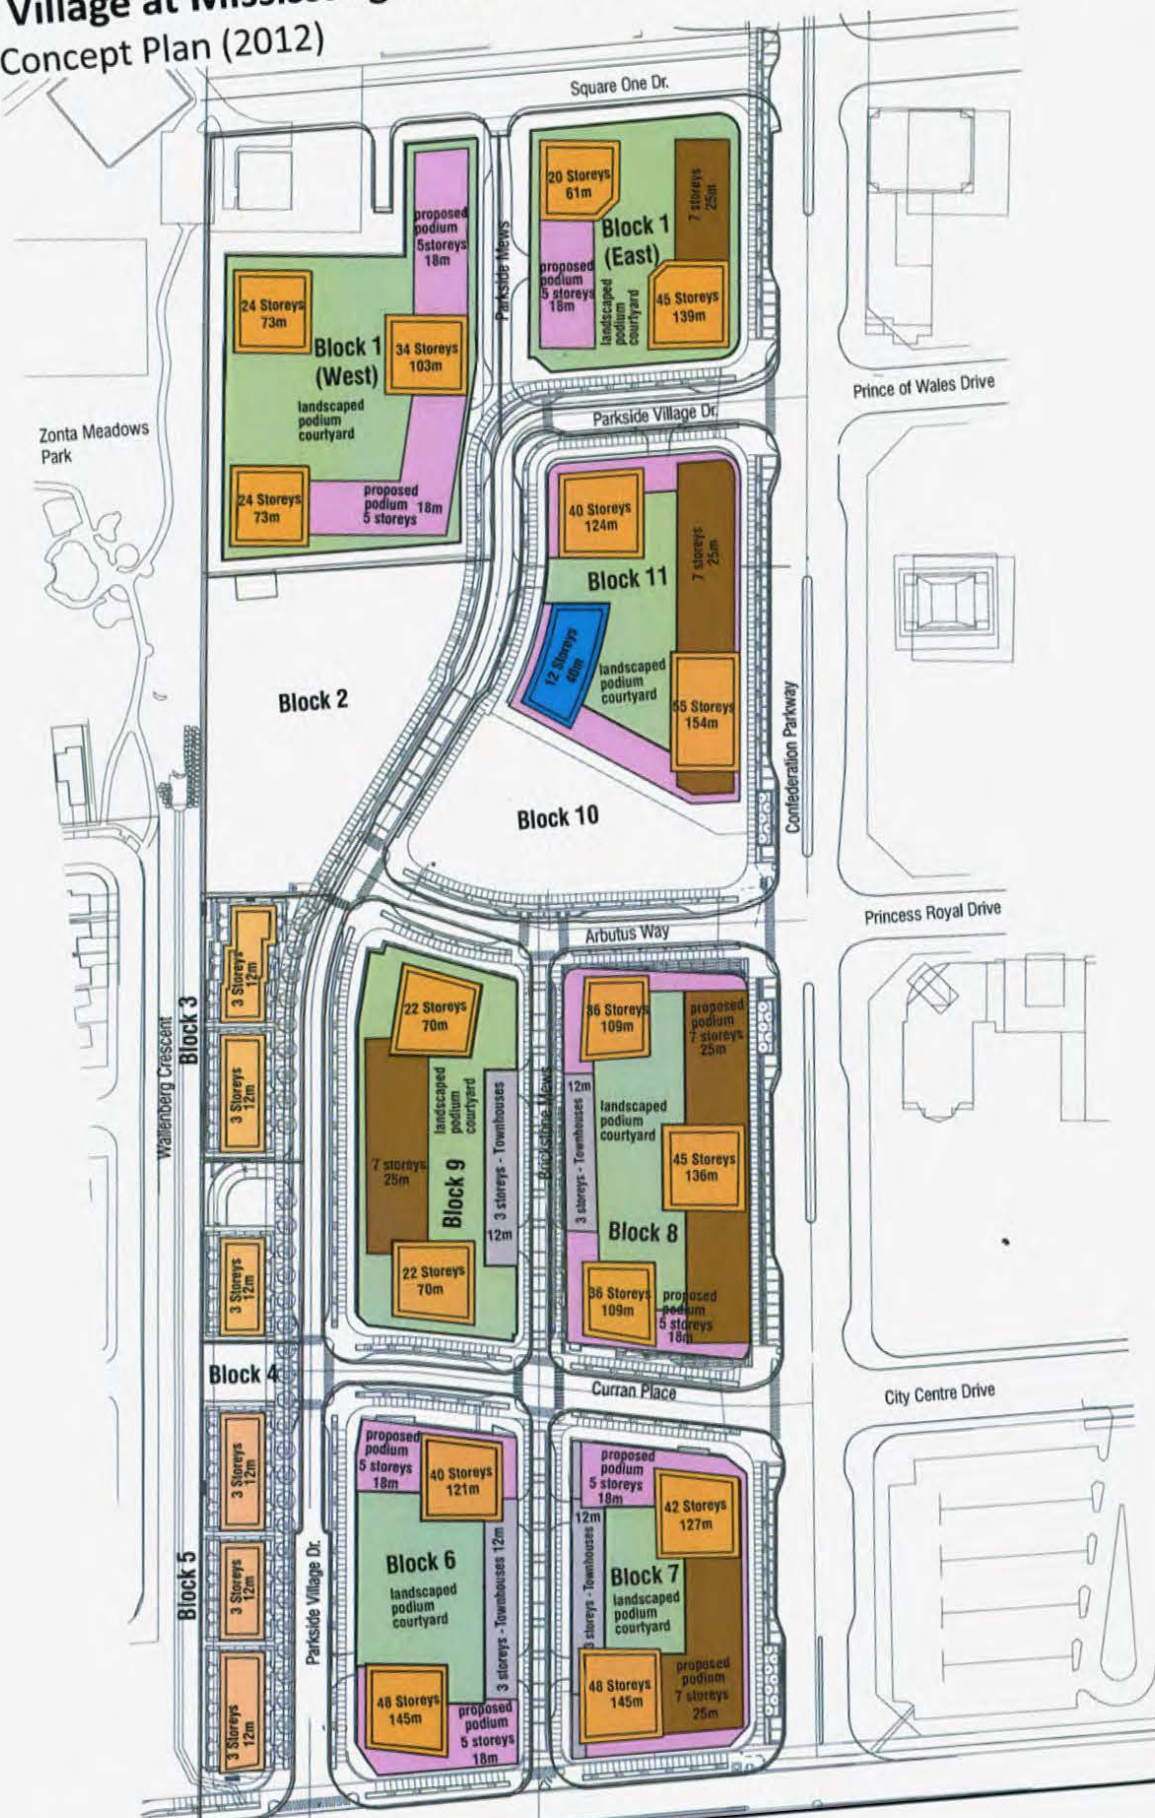 Village at
Concept Plan (2012)
Square One Dr.
proposed
podium
5storeys
18m
Parkside Mews
20 Storeys
61m
7 storeys
25m
Block 1
(East)
proposed
podium
5 storeys
18m
landscaped
podium
courtyard
45 Storeys
139m
24 Storeys
73m
Block 1
(West)
34 Storeys
103m
landscaped
podium
courtyard
24 Storeys
73m
proposed
podium 18m
5 storeys
Prince of Wales Drive
Parkside Village Dr.
Zonta Meadows
Park
40 Storeys
124m
7 storeys
25m
Block 11
12 Storeys
40m
landscaped
podium
courtyard
55 Storeys
154m
Confederation Parkway
Block 2
Block 10
Princess Royal Drive
Arbutus Way
3 Storeys
12m
Block 3
Wallenberg Crescent
3 Storeys
12m
3 Storeys
12m
22 Storeys
70m
landscaped
podium
courtyard
7 storeys
25m
Block 9
3 storeys - Townhouses
12m
22 Storeys
70m
Brickstone Mews
36 Storeys
109m
proposed
podium
7 storeys
25m
12m
3 storeys - Townhouses
landscaped
podium
courtyard
45 Storeys
136m
Block 8
36 Storeys
109m
proposed
podium
5 storeys
18m
Block 4
Curran Place
City Centre Drive
3 Storeys
12m
Block 5
3 Storeys
12m
3 Storeys
12m
Parkside Village Dr.
proposed
podium
5 storeys
18m
40 Storeys
121m
Block 6
landscaped
podium
courtyard
3 storeys - Townhouses 12m
48 Storeys
145m
proposed
podium
5 storeys
18m
proposed
podium
5 storeys
18m
12m
3 storeys - Townhouses
42 Storeys
127m
Block 7
landscaped
podium
courtyard
48 Storeys
145m
proposed
podium
7 storeys
25m